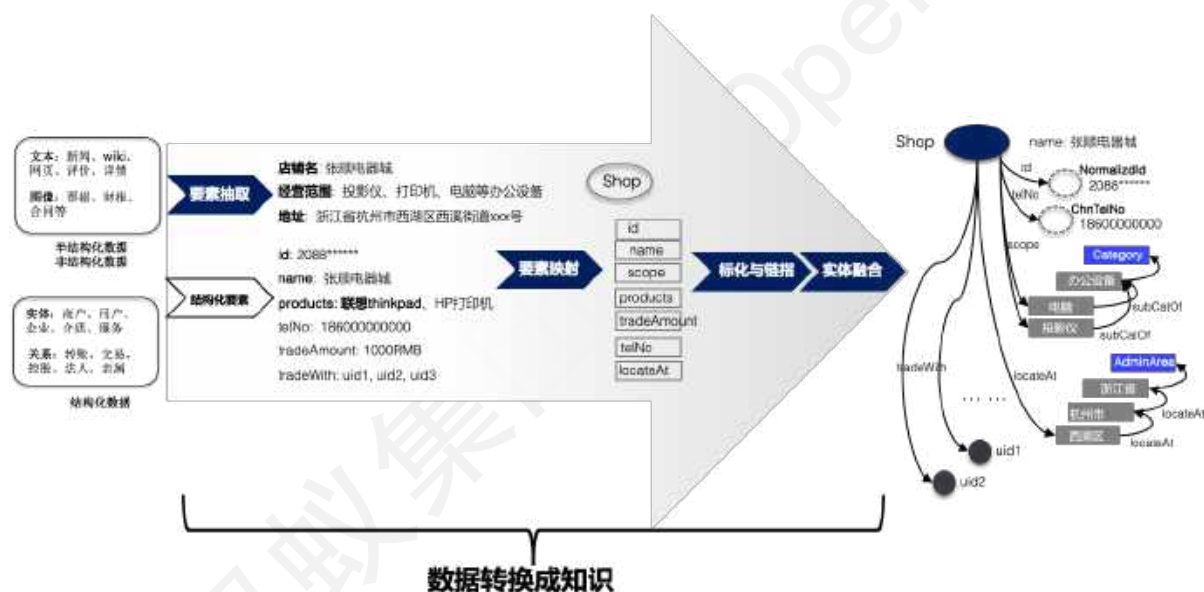 文本：新闻、wiki、
网页、评价、详情
图像：票据、财报、
合同等
半结构化数据
非结构化数据
实体：商户、用户、
企业、介质、服务
关系：转账、交易、
控股、法人、亲属
结构化数据
要素抽取
结构化要素
店铺名: 张顺电器城
经营范围: 投影仪、打印机、电脑等办公设备
地址: 浙江省杭州市西湖区西溪街道xxx号
id: 2088******
name: 张顺电器城
products: 联想thinkpad、HP打印机
telNo: 186000000000
tradeAmount: 1000RMB
tradeWith: uid1, uid2, uid3
要素映射
Shop
id
name
scope
products
tradeAmount
telNo
locateAt
标化与链指
实体融合
Shop
name: 张顺电器城
id
NormalizdId
2088******
telNo
ChnTelNo
18600000000
scope
Category
办公设备
电脑
subCatOf
投影仪
subCatOf
AdminArea
tradeWith
locateAt
浙江省
... ...
杭州市
locateAt
西湖区
locateAt
uid1
uid2
数据转换成知识
蚂蚁集
Open